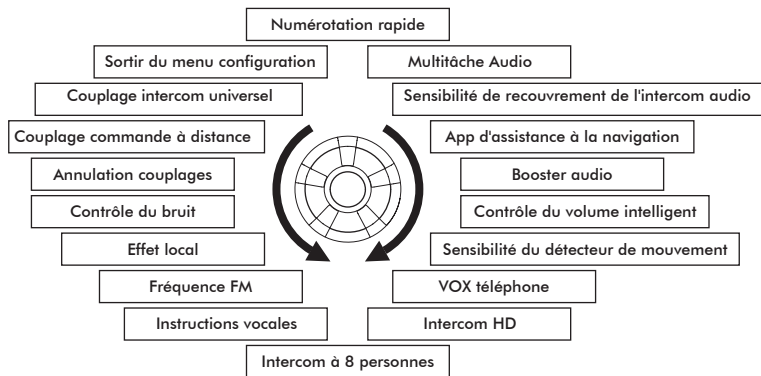 Numérotation rapide
Sortir du menu configuration
Multitâche Audio
Couplage intercom universel
Sensibilité de recouvrement de l'intercom audio
Couplage commande à distance
App d'assistance à la navigation
Annulation couplages
Booster audio
Contrôle du bruit
Contrôle du volume intelligent
Effet local
Sensibilité du détecteur de mouvement
Fréquence FM
VOX téléphone
Instructions vocales
Intercom HD
Intercom à 8 personnes